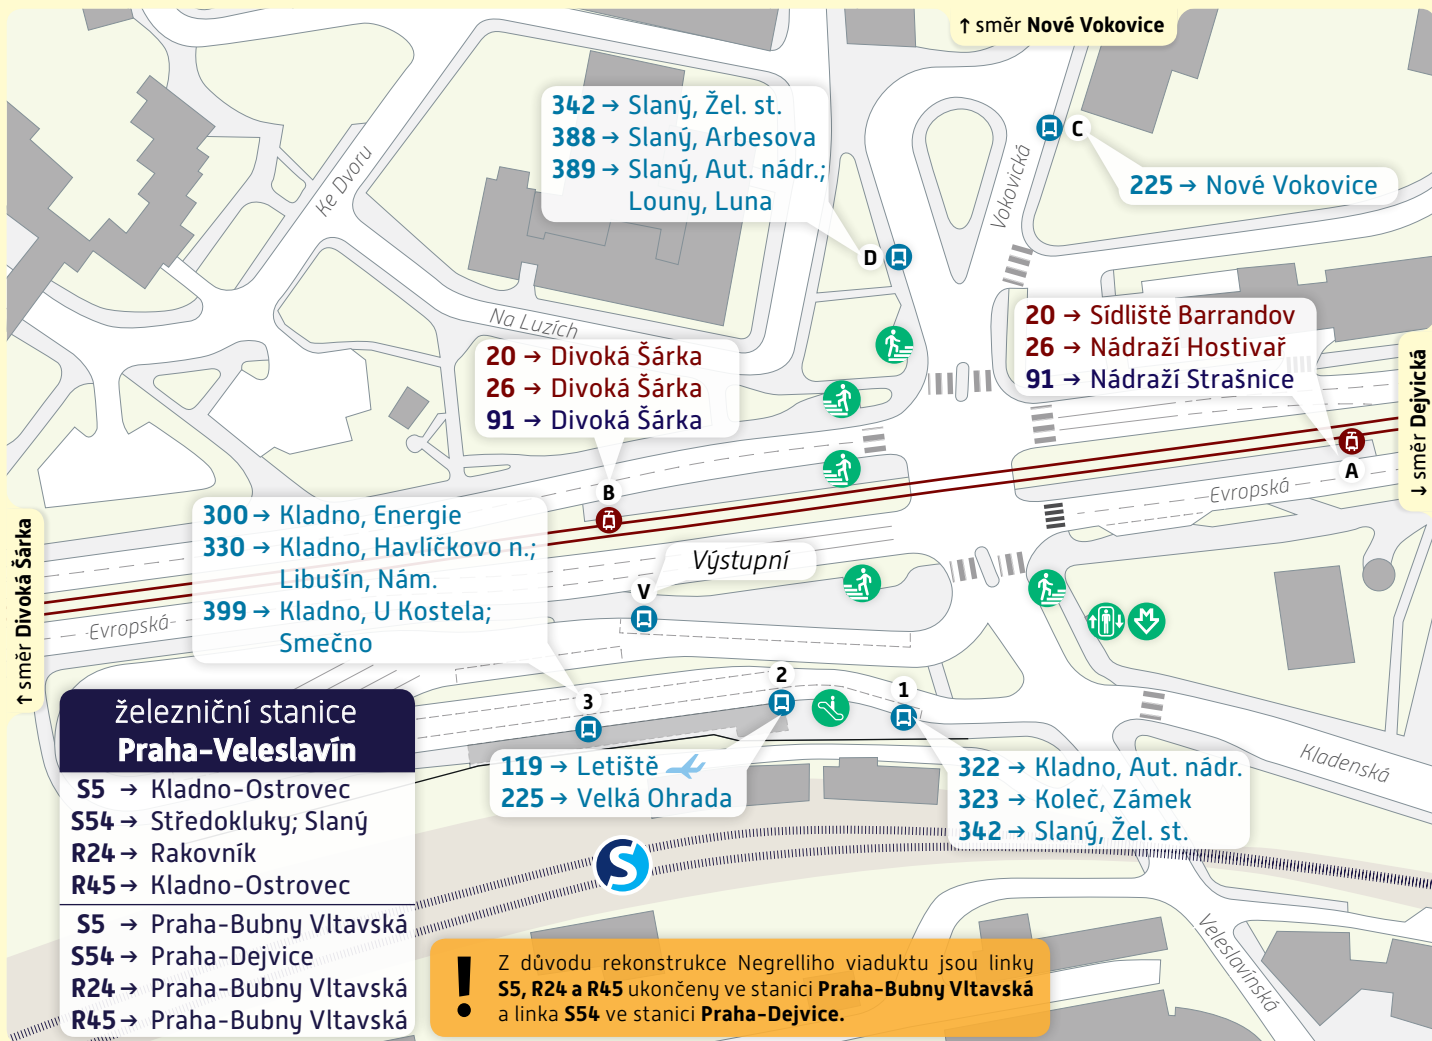 ↑ směr Nové Vokovice
342 → Slaný, Žel. st.
388 → Slaný, Arbesova
389 → Slaný, Aut. nádr.;
Louny, Luna
Ke Dvoru
Vokovická
C
225 → Nové Vokovice
D
Na Luzích
20 → Divoká Šárka
26 → Divoká Šárka
91 → Divoká Šárka
20 → Sídliště Barrandov
26 → Nádraží Hostivař
91 → Nádraží Strašnice
↓ směr Dejvická
A
Evropská
B
300 → Kladno, Energie
330 → Kladno, Havlíčkovo n.;
Libušín, Nám.
399 → Kladno, U Kostela;
Smečno
Výstupní
V
Evropská
↑ směr Divoká Šárka
3
2
1
119 → Letiště
225 → Velká Ohrada
322 → Kladno, Aut. nádr.
323 → Koleč, Zámek
342 → Slaný, Žel. st.
Kladenská
železniční stanice
Praha-Veleslavín
S5 → Kladno-Ostrovec
S54 → Středokluky; Slaný
R24 → Rakovník
R45 → Kladno-Ostrovec
S5 → Praha-Bubny Vltavská
S54 → Praha-Dejvice
R24 → Praha-Bubny Vltavská
R45 → Praha-Bubny Vltavská
S
Veleslavínská
! Z důvodu rekonstrukce Negrelliho viaduktu jsou linky
S5, R24 a R45 ukončeny ve stanici Praha-Bubny Vltavská
a linka S54 ve stanici Praha-Dejvice.